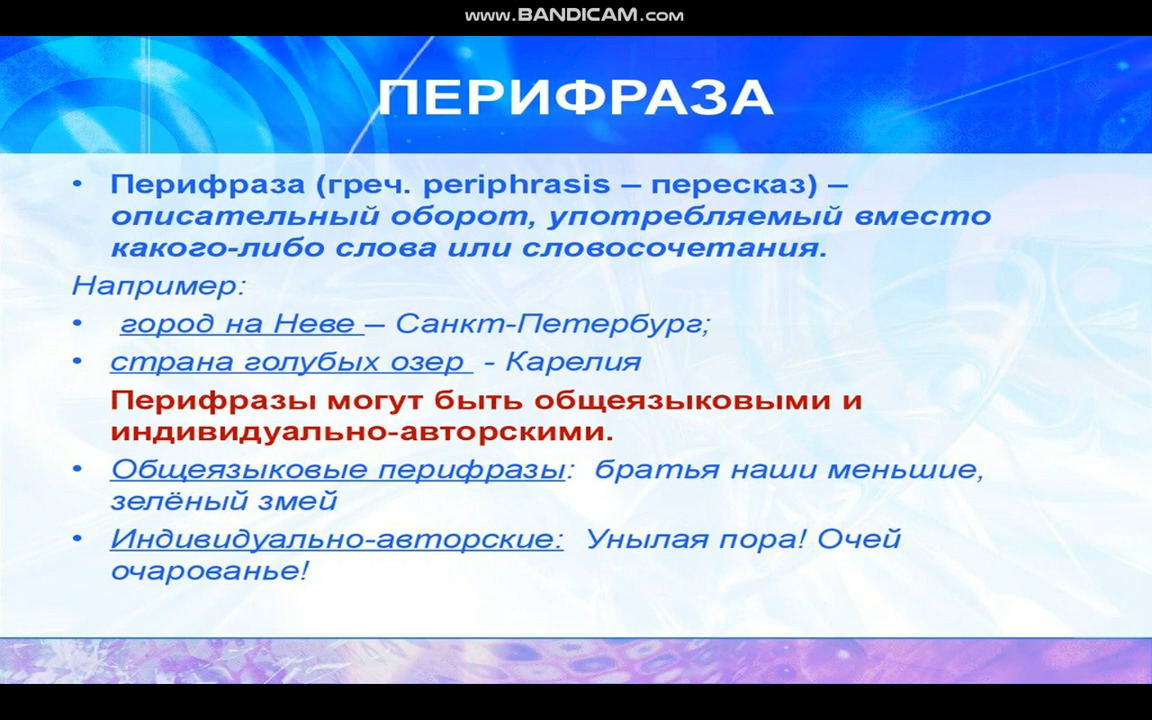 www.BANDICAM.com
ПЕРИФРАЗА
• Перифраза (греч. periphrasis – пересказ) –
описательный оборот, употребляемый вместо
какого-либо слова или словосочетания.
Например:
• город на Неве – Санкт-Петербург;
• страна голубых озер - Карелия
Перифразы могут быть общеязыковыми и
индивидуально-авторскими.
• Общеязыковые перифразы: братья наши меньшие,
зелёный змей
• Индивидуально-авторские: Унылая пора! Очей
очарованье!